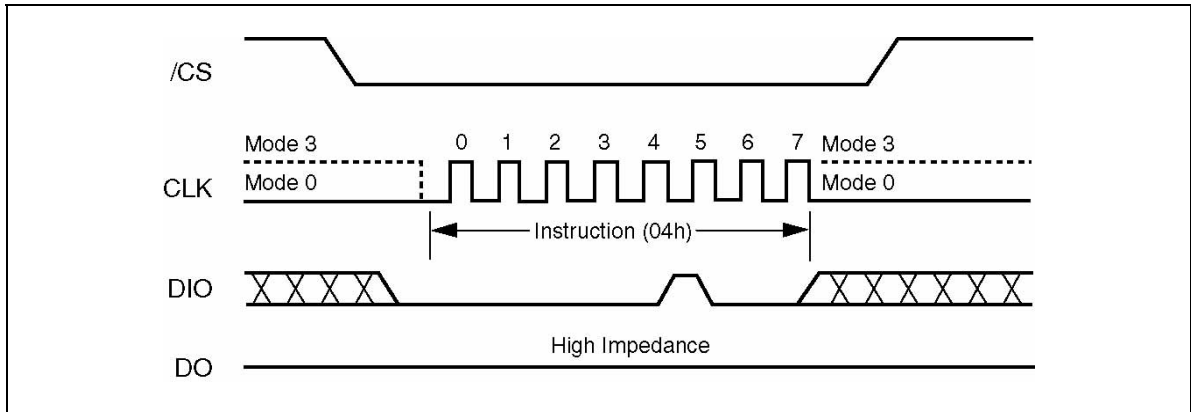 /CS
Mode 3 0 1 2 3 4 5 6 7 Mode 3
CLK Mode 0 Mode 0
Instruction (04h)
DIO
High Impedance
DO